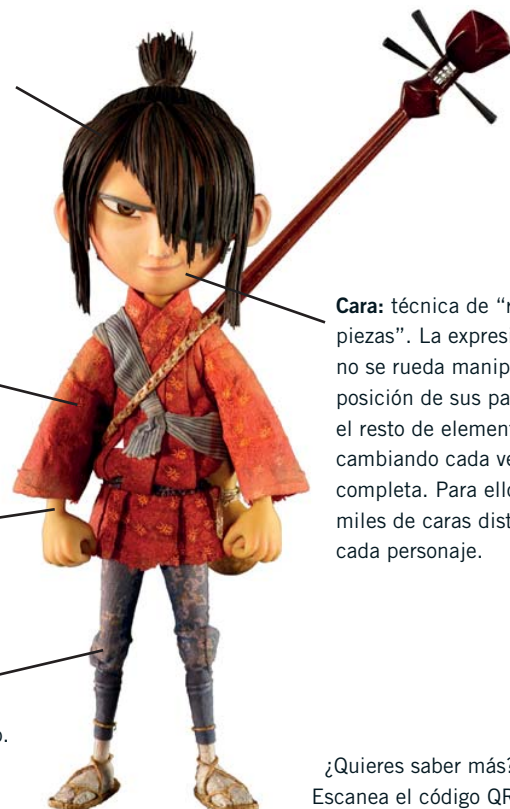 Cara: técnica de “
piezas”. La expres
no se rueda manip
posición de sus pa
el resto de element
cambiando cada ve
completa. Para ello
miles de caras dist
cada personaje.
o.
¿Quieres saber más?
Escanea el código QR